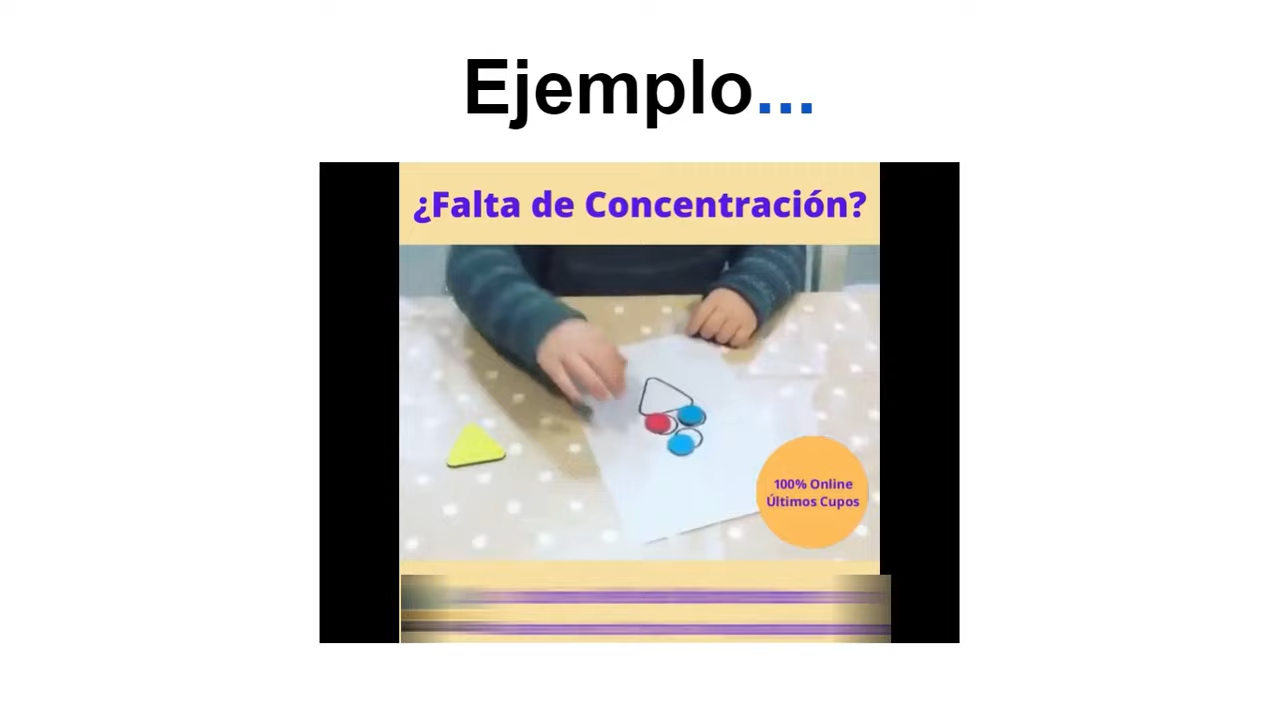 Ejemplo...
¿Falta de Concentración?
100% Online
Últimos Cupos